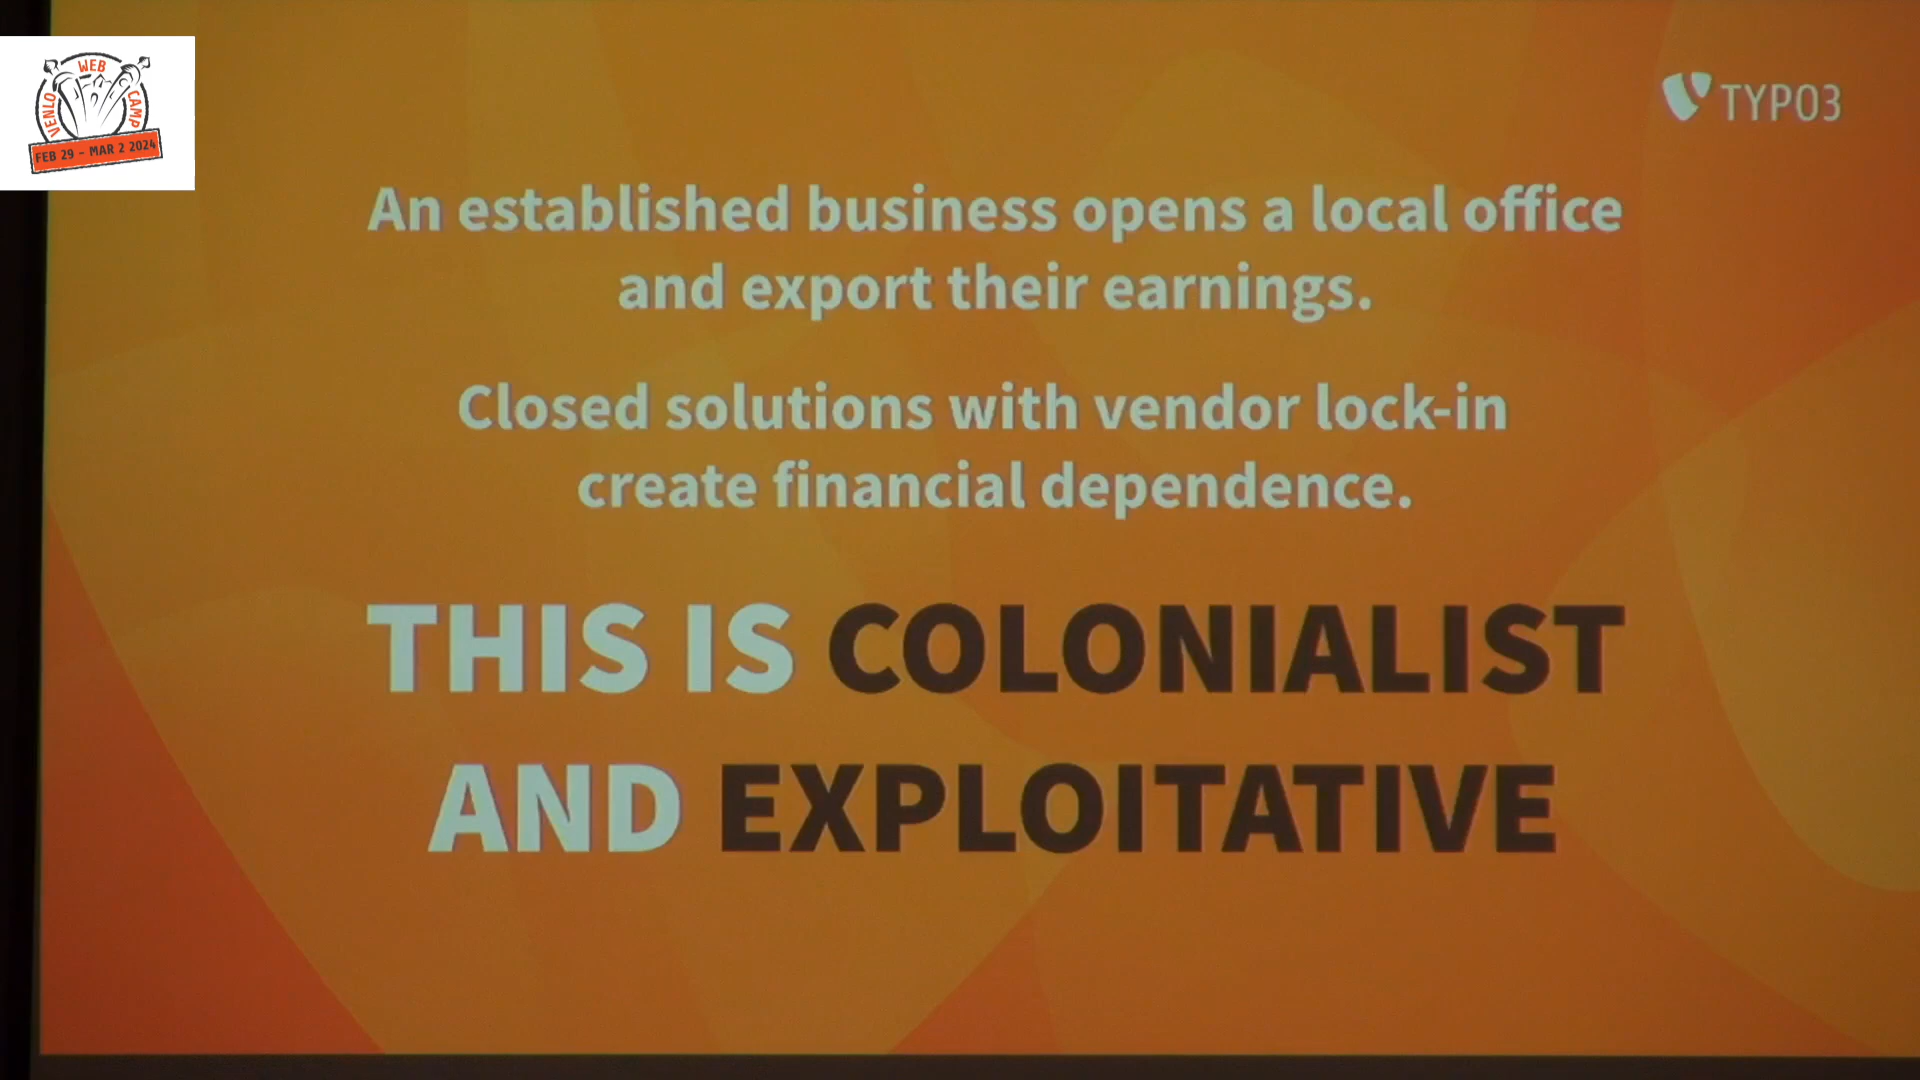 WEB
VENLO
CAMP
FEB 29 - MAR 2 2024
TYPO3
An established business opens a local office
and export their earnings.
Closed solutions with vendor lock-in
create financial dependence.
THIS IS COLONIALIST
AND EXPLOITATIVE